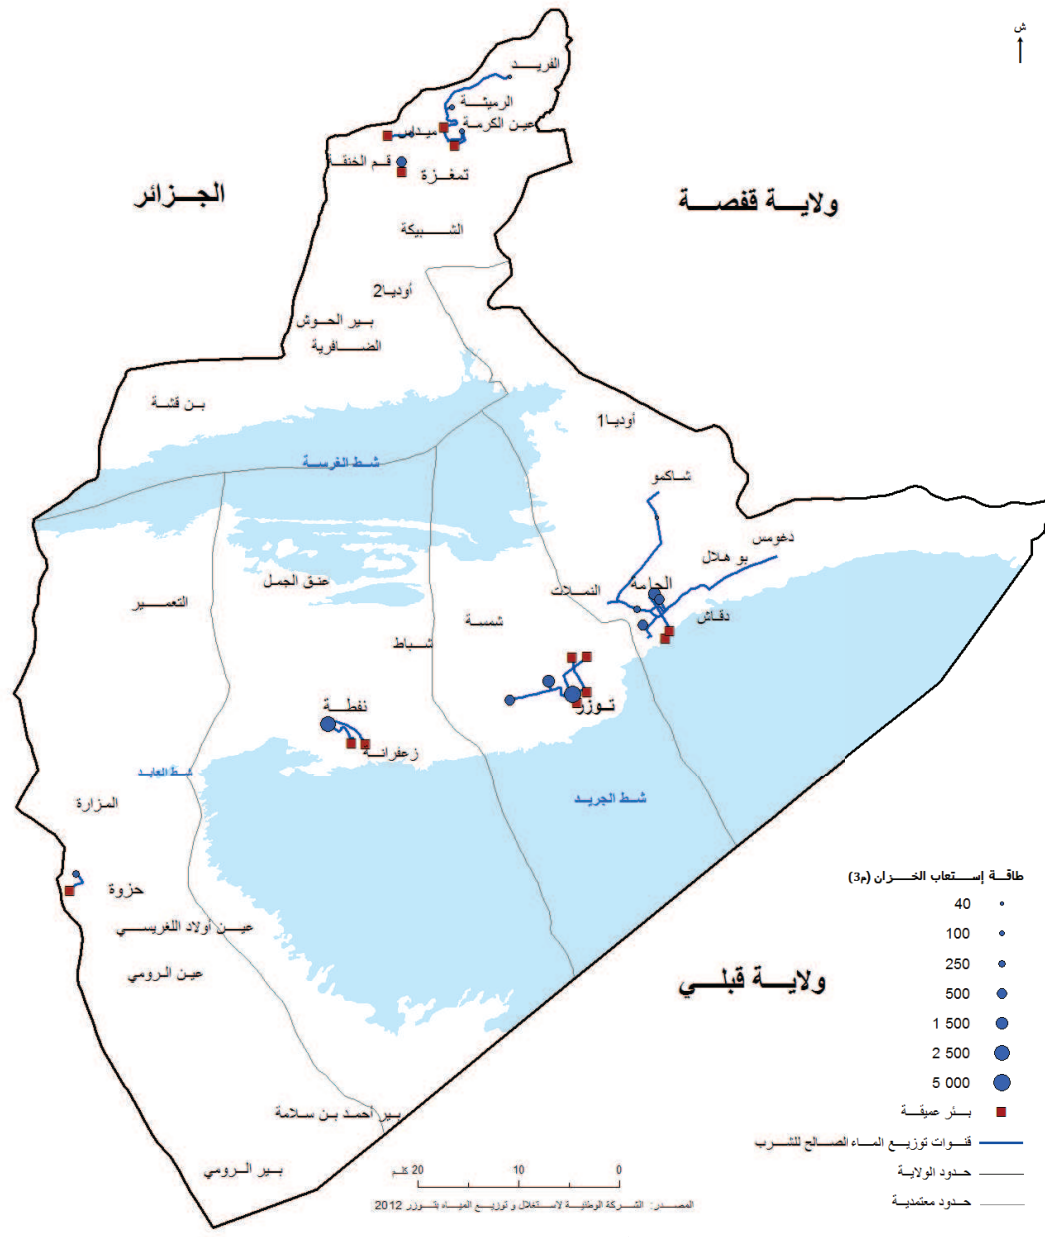 ش
الفريد
الرميثة
عين الكرمة
ميداس
فم الخنقة
تمغزة
الجزائر
ولاية قفصة
الشبيكة
أوديا2
بير الحوش
الضافرية
بن قشة
أوديا1
شط الغرسة
شاكمو
دغومس
بو هلال
الحامة
النملات
دقاش
عنق الجمل
التعمير
شمسة
شباط
توزر
نفطة
زعفرانة
شط العابد
شط الجريد
المزارة
حزوة
عين أولاد اللغريسي
عين الرومي
ولاية قبلي
بير أحمد بن سلامة
بير الرومي
طاقة إستعاب الخزان (م3)
40
100
250
500
1 500
2 500
5 000
بئر عميقة
قنوات توزيع الماء الصالح للشرب
حدود الولاية
حدود معتمدية
20 كلم 10 0
المصدر: الشركة الوطنية لاستغلال و توزيع المياه بتوزر 2012